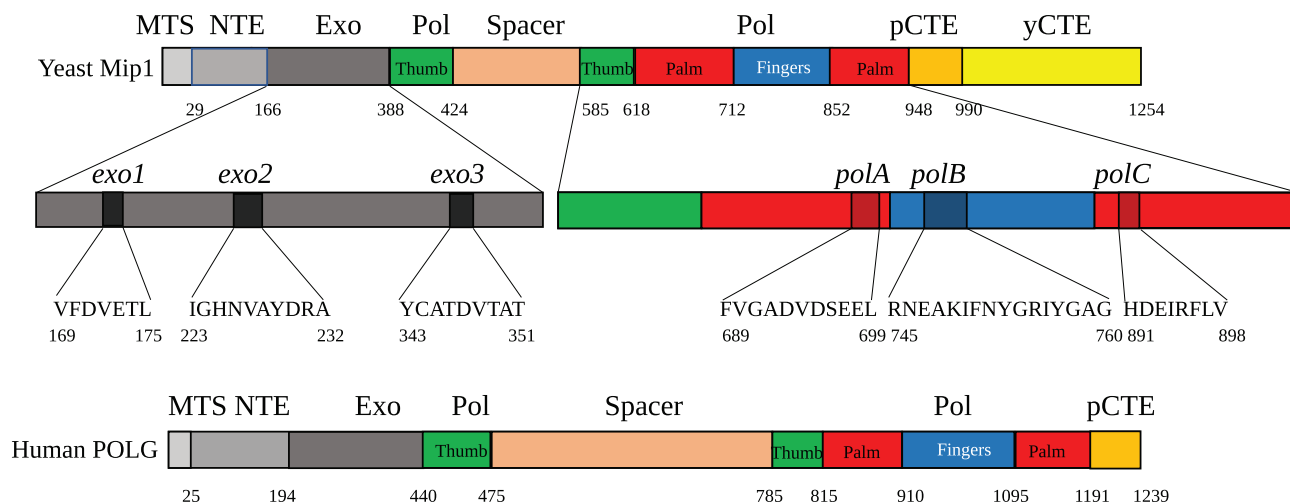 MTS NTE Exo Pol Spacer Pol pCTE yCTE
Yeast Mip1 Thumb Thumb Palm Fingers Palm
29 166 388 424 585 618 712 852 948 990 1254
exo1 exo2 exo3 polA polB polC
VFDVETL IGHNVAYDRA YCATDVTAT FVGADVDSEEL RNEAKIFNYGRIYGAG HDEIRFLV
169 175 223 232 343 351 689 699 745 760 891 898
MTS NTE Exo Pol Spacer Pol pCTE
Human POLG Thumb Thumb Palm Fingers Palm
25 194 440 475 785 815 910 1095 1191 1239